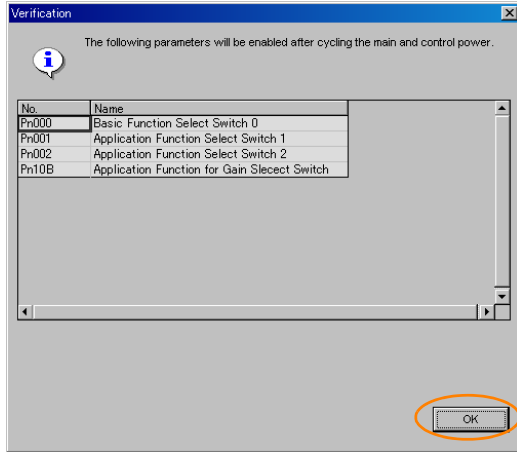 Verification
The following parameters will be enabled after cycling the main and control power.
No. Name
Pn000 Basic Function Select Switch 0
Pn001 Application Function Select Switch 1
Pn002 Application Function Select Switch 2
Pn10B Application Function for Gain Slecect Switch
OK